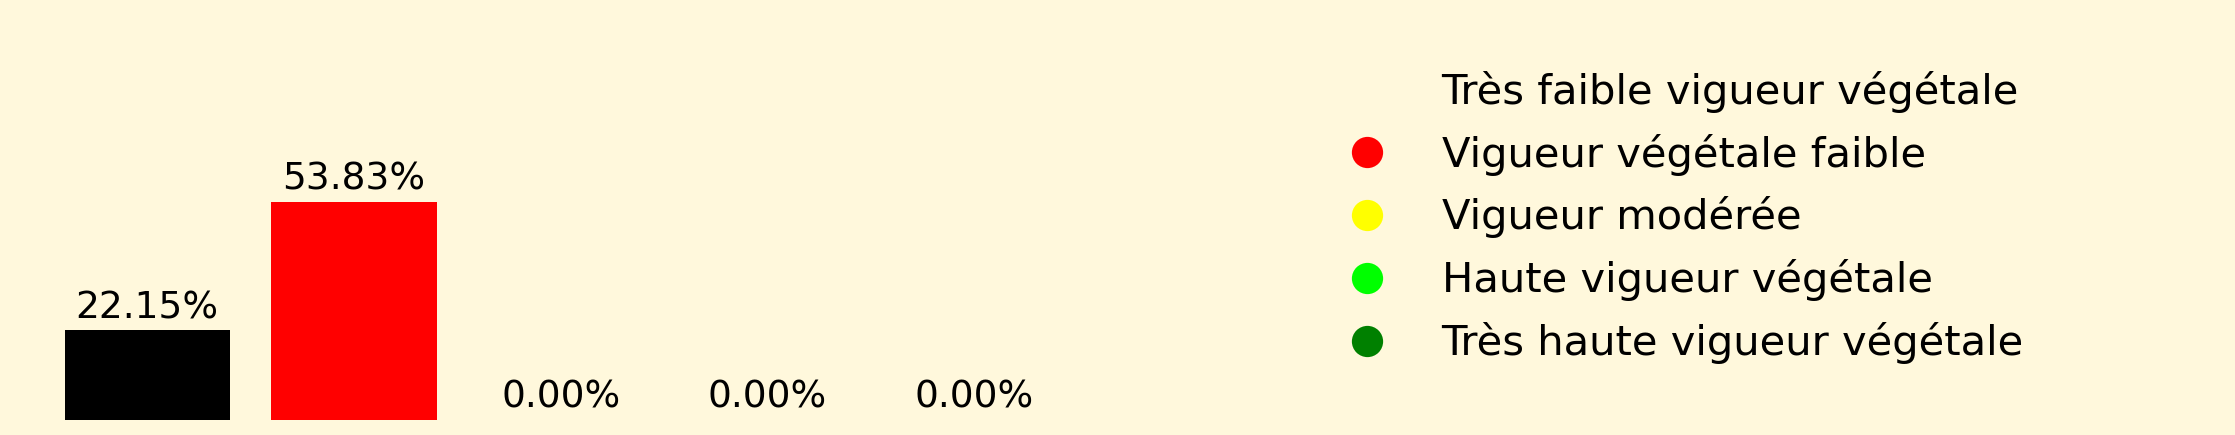 53.83%
22.15%
0.00%
0.00%
0.00%
Très faible vigueur végétale
Vigueur végétale faible
Vigueur modérée
Haute vigueur végétale
Très haute vigueur végétale